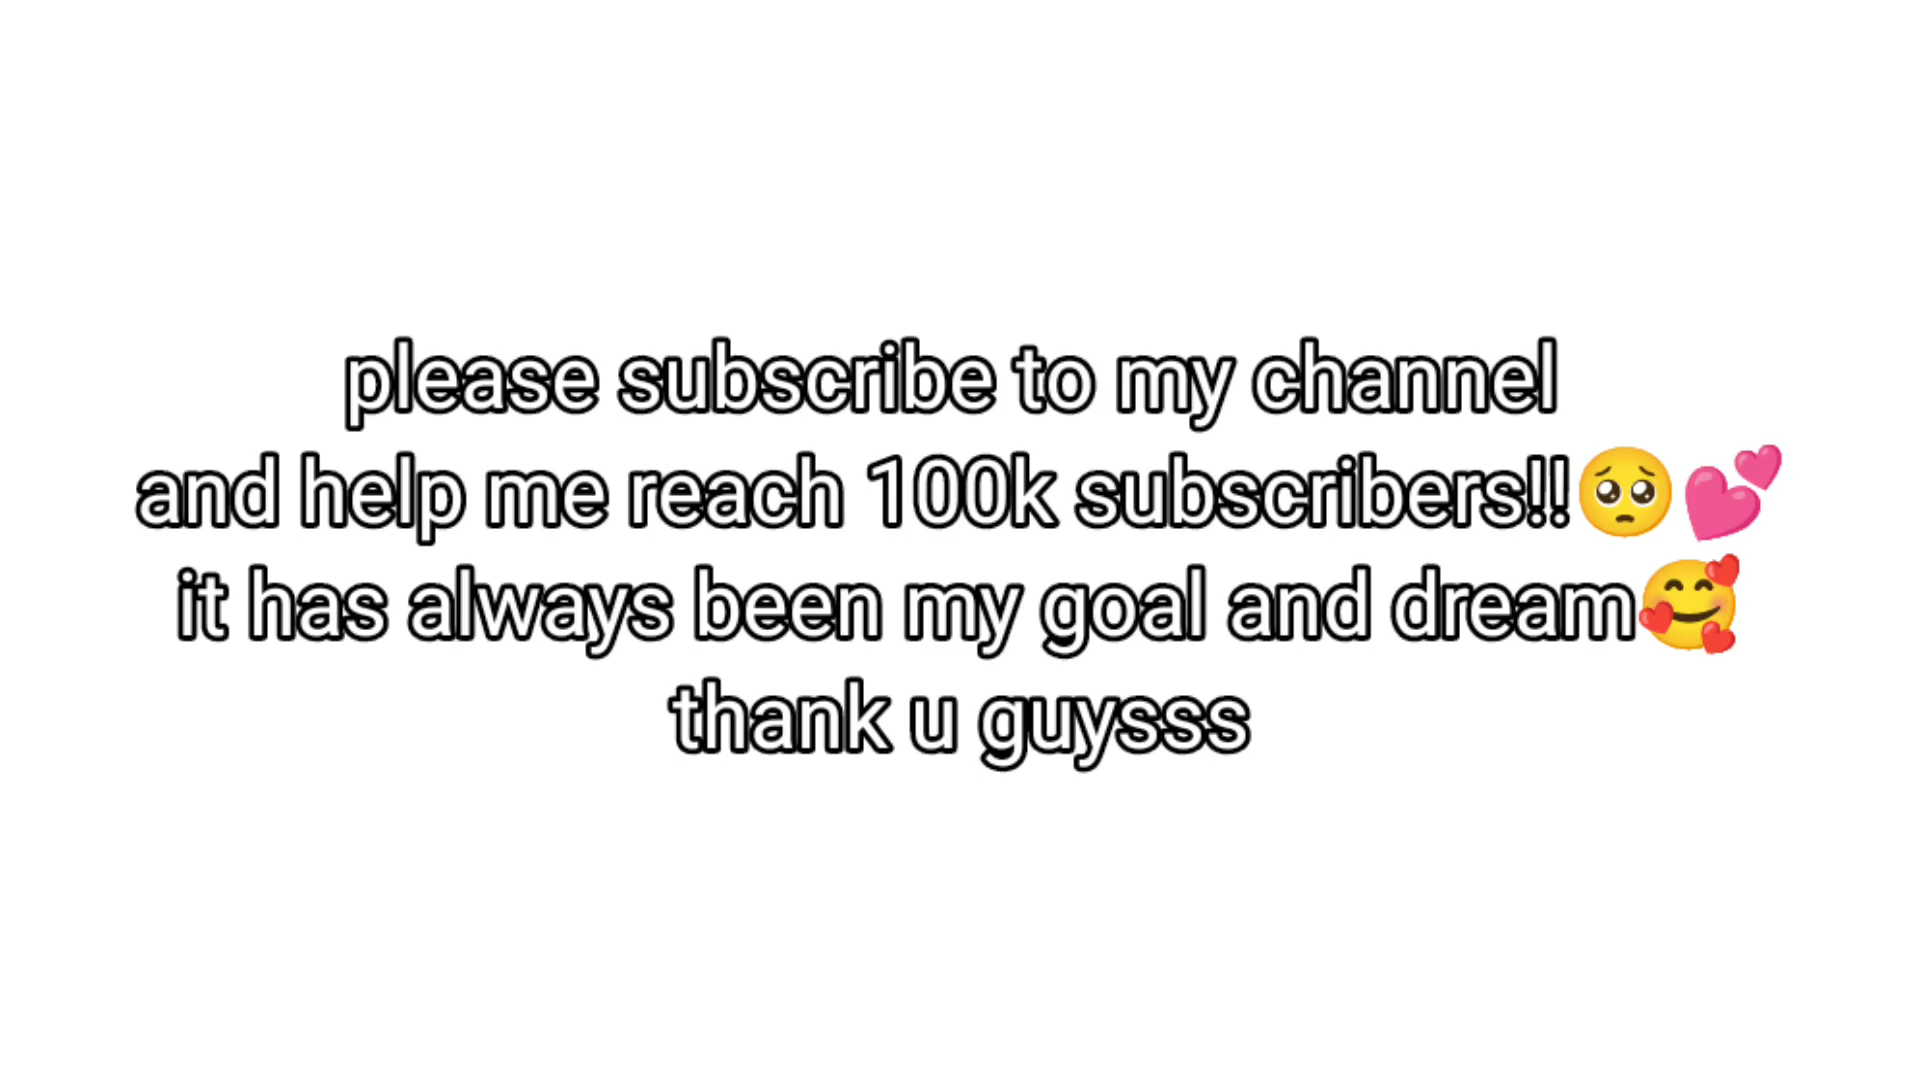 please subscribe to my channel
and help me reach 100k subscribers!!🥺💕
it has always been my goal and dream🥰
thank u guysss